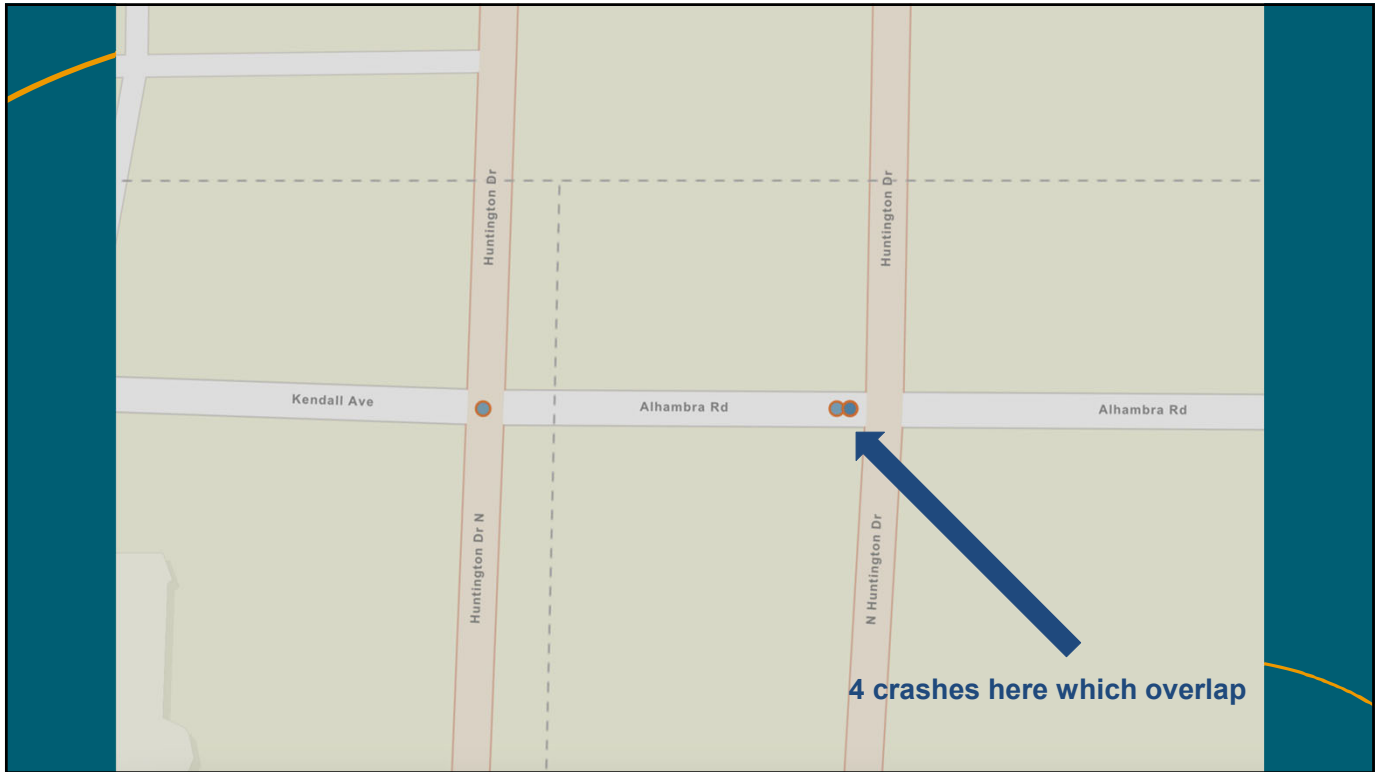 Huntington Dr
Huntington Dr
Kendall Ave
Alhambra Rd
Alhambra Rd
Huntington Dr N
N Huntington Dr
4 crashes here which overlap